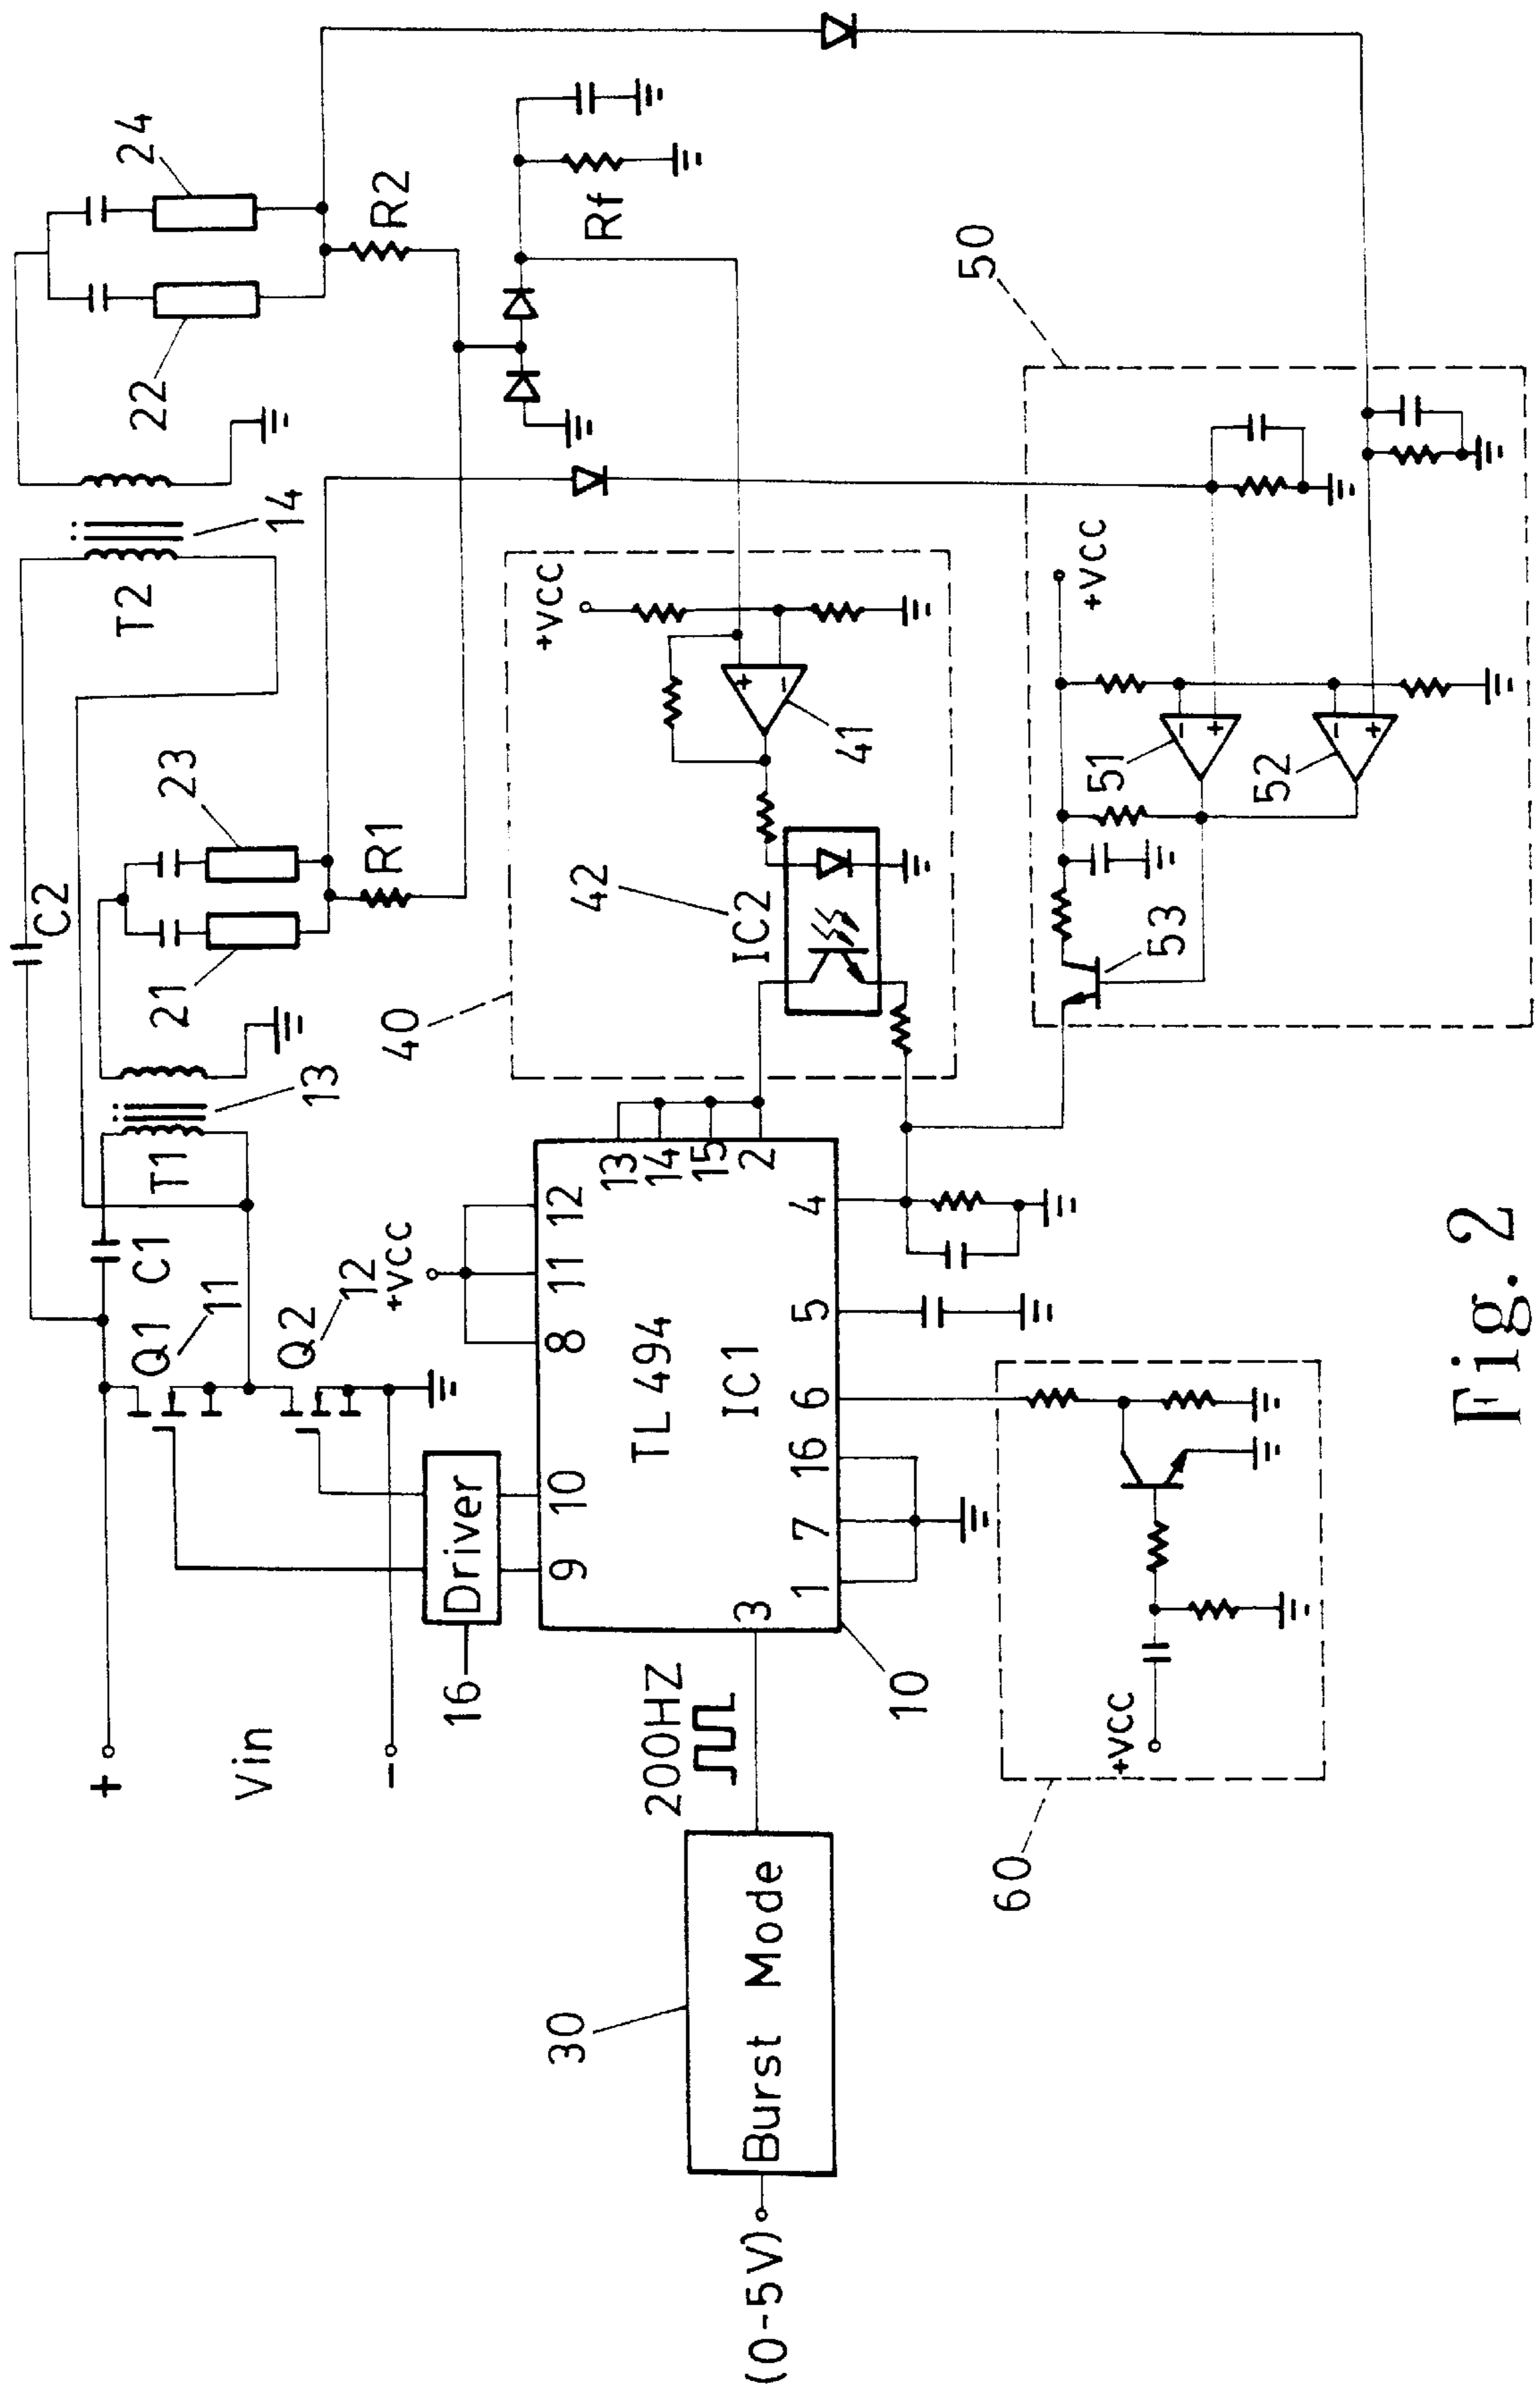 +
Vin
-
Q1
11
Q2
12
C1
T1
13
C2
21
23
R1
T2
14
22
24
R2
Rf
16
Driver
+VCC
9
10
8
11
12
TL494
IC1
13
14
15
2
3
1
7
16
6
5
4
10
40
42
IC2
41
+VCC
+
-
50
+VCC
51
-
+
52
-
+
53
(0-5V)
Burst Mode
30
200HZ
60
+VCC
Fig. 2